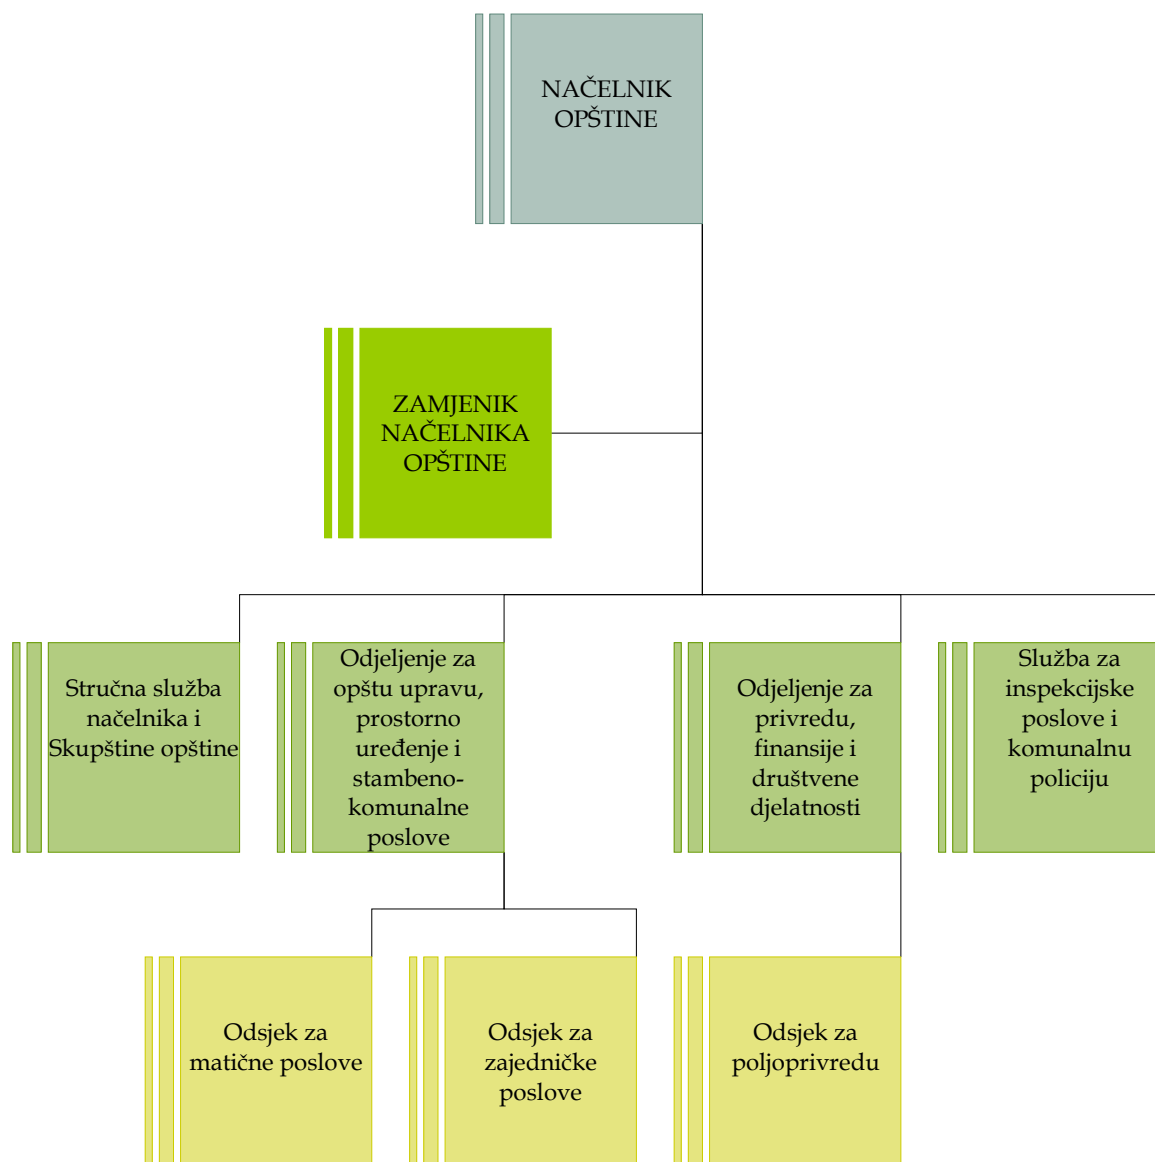 NAČELNIK
OPŠTINE
ZAMJENIK
NAČELNIKA
OPŠTINE
Stručna služba
načelnika i
Skupštine opštine
Odjeljenje za
opštu upravu,
prostorno
uređenje i
stambeno-
komunalne
poslove
Odjeljenje za
privredu,
finansije i
društvene
djelatnosti
Služba za
inspekcijske
poslove i
komunalnu
policiju
Odsjek za
matične poslove
Odsjek za
zajedničke
poslove
Odsjek za
poljoprivredu